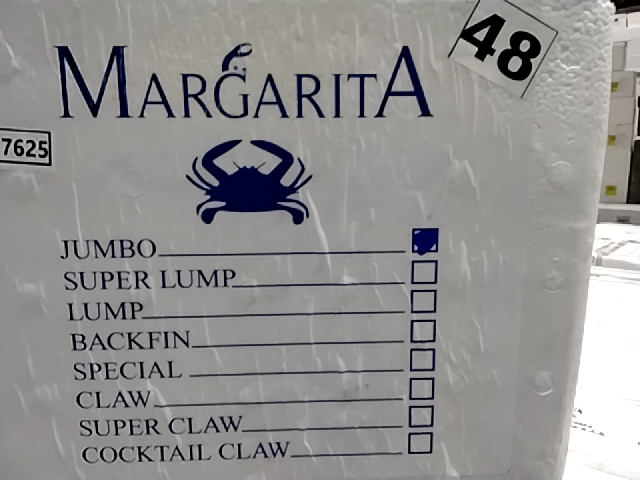 48
MARGARITA
7625
JUMBO
SUPER LUMP
LUMP
BACKFIN
SPECIAL
CLAW
SUPER CLAW
COCKTAIL CLAW